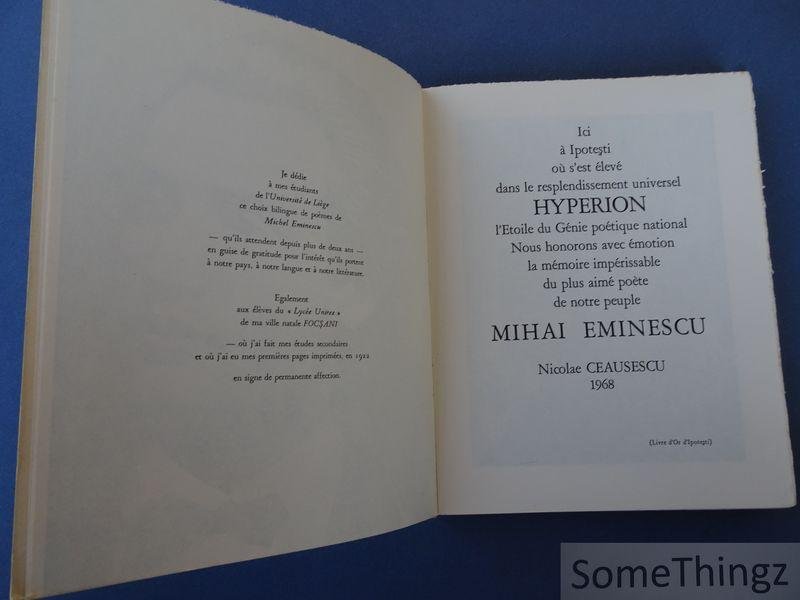 Je dédie
à mes étudiants
de l'Université de Liège
ce choix bilingue de poèmes de
Michel Eminescu
— qu'ils attendent depuis plus de deux ans —
en guise de gratitude pour l'intérêt qu'ils portent
à notre pays, à notre langue et à notre littérature.
Egalement
aux élèves du « Lycée Unirea »
de ma ville natale FOCŞANI
— où j'ai fait mes études secondaires
et où j'ai eu mes premières pages imprimées, en 1922
en signe de permanente affection.
Ici
à Ipoteşti
où s'est élevé
dans le resplendissement universel
HYPERION
l'Etoile du Génie poétique national
Nous honorons avec émotion
la mémoire impérissable
du plus aimé poète
de notre peuple
MIHAI EMINESCU
Nicolae CEAUSESCU
1968
(Livre d'Or d'Ipoteşti)
SomeThingz